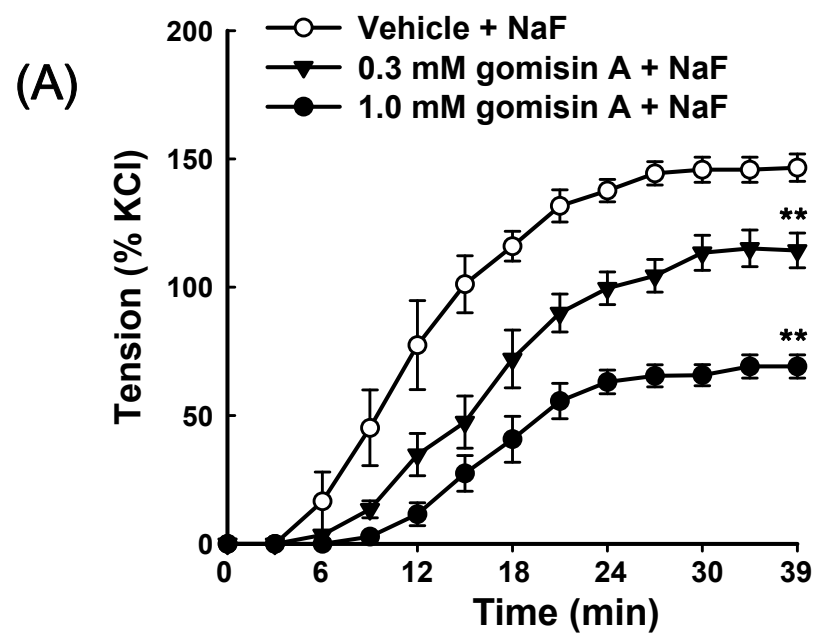 (A)
Vehicle + NaF
0.3 mM gomisin A + NaF
1.0 mM gomisin A + NaF
Tension (% KCl)
200
150
100
50
0
**
**
0 6 12 18 24 30 39
Time (min)